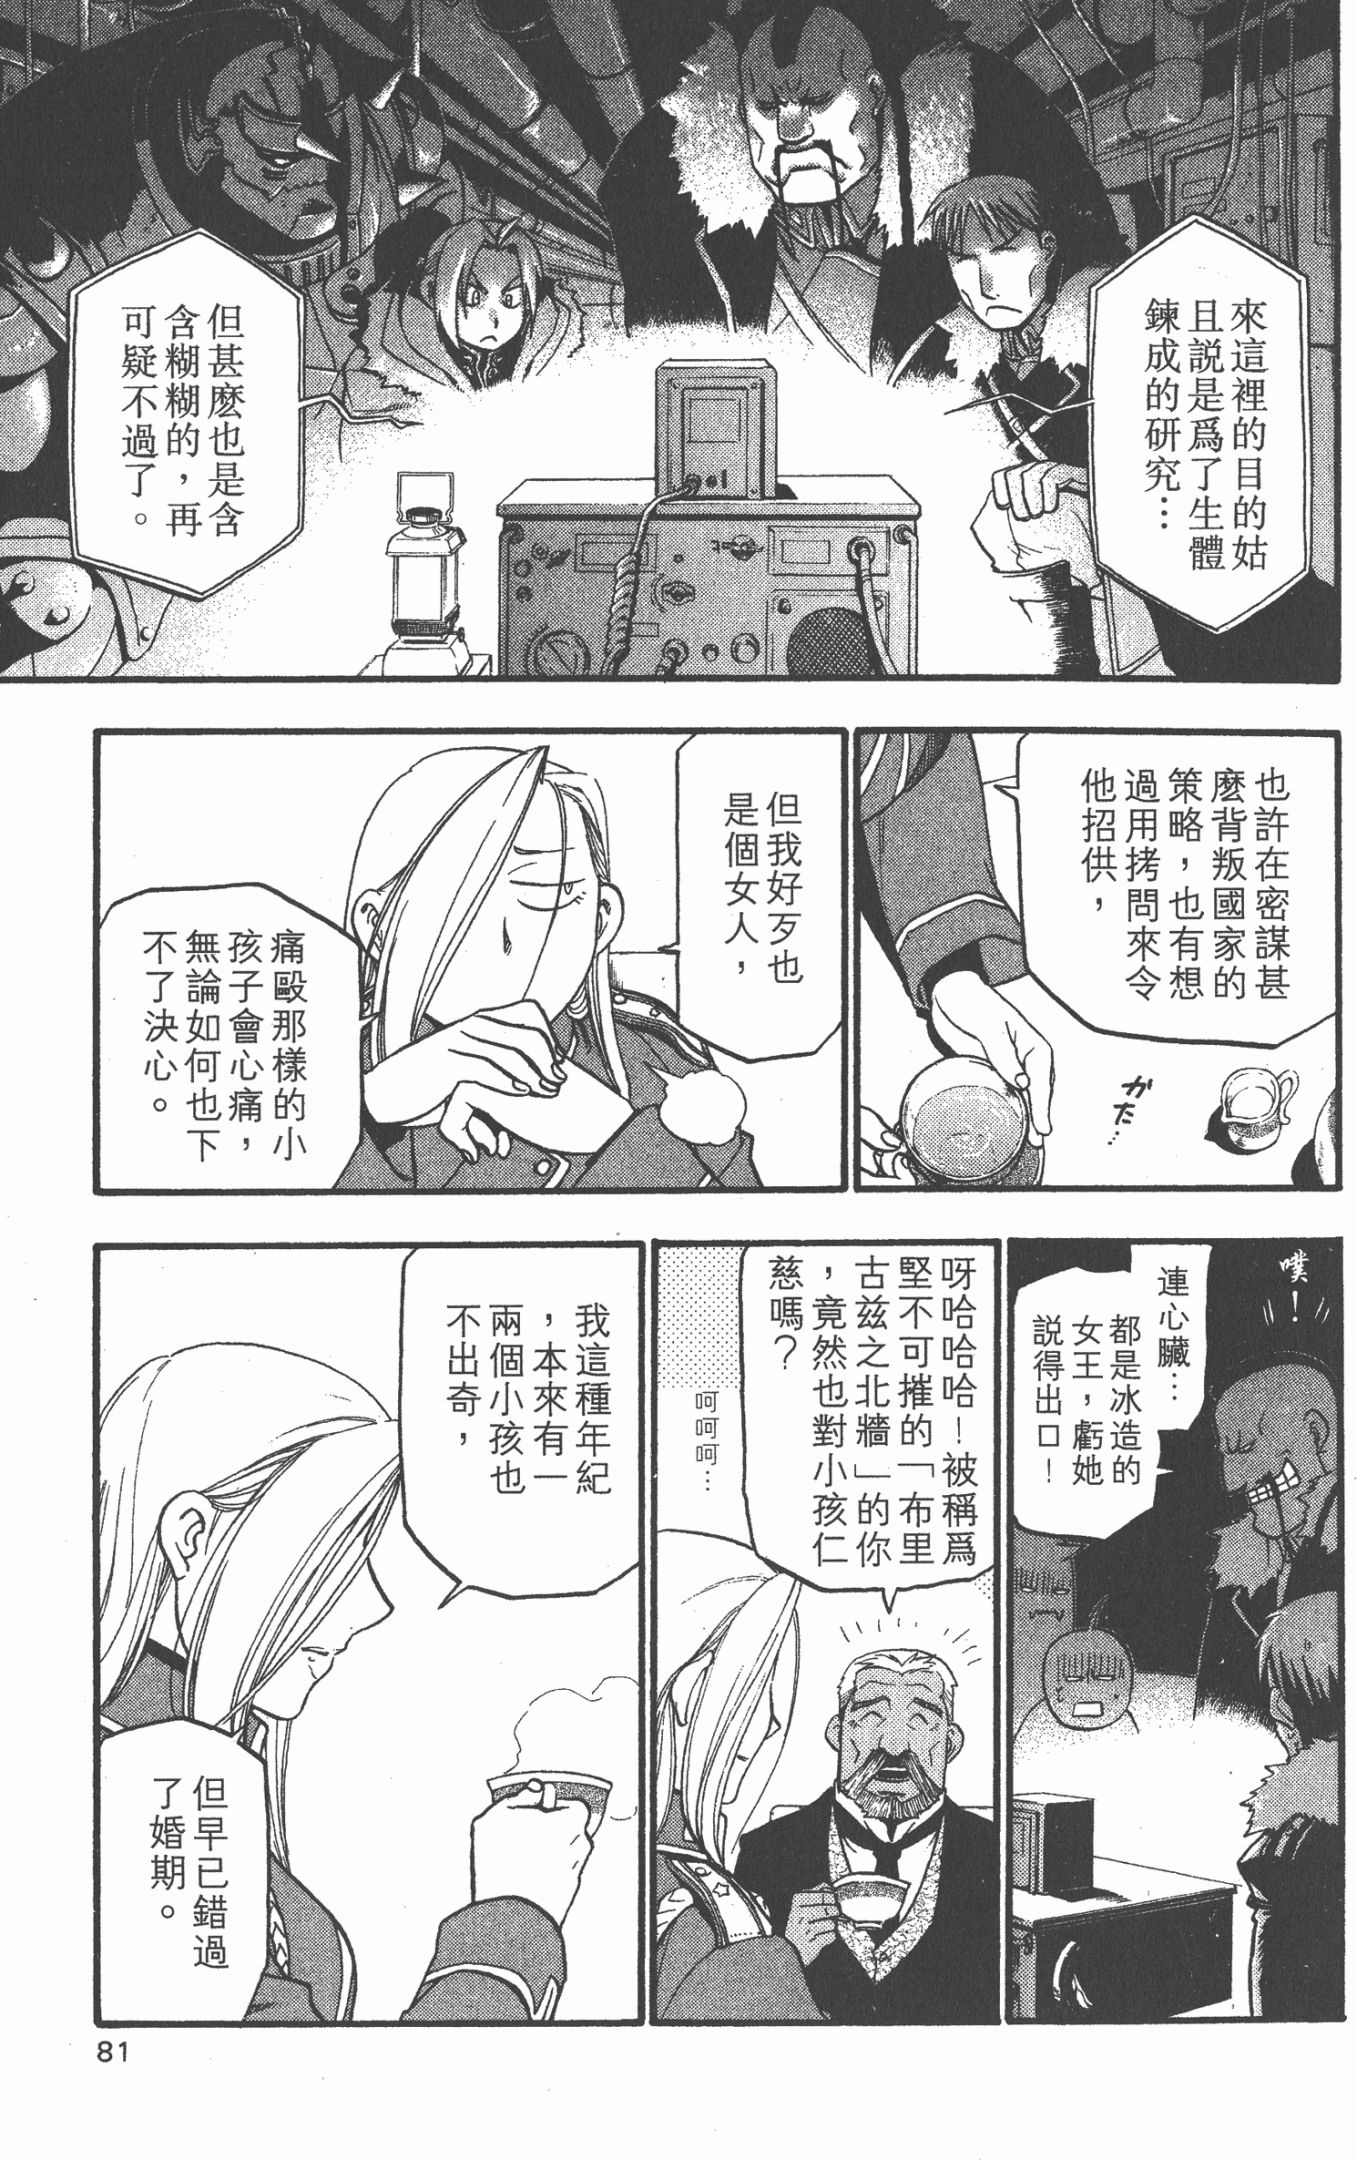 來這裡的目的姑
且説是爲了生體
鍊成的研究…
但甚麽也是含
含糊糊的，再
可疑不過了。
也許在密謀甚
麽背叛國家的
策略，也有想
過用拷問來令
他招供，
かた…
但我好歹也
是個女人，
痛毆那樣的小
孩子會心痛，
無論如何也下
不了決心。
噗！
連心臟…
都是冰造的
女王，虧她
説得出口！
呀哈哈哈！被稱爲
堅不可摧的「布里
古兹之北牆」的你
，竟然也對小孩仁
慈嗎？
呵呵呵…
我這種年紀
，本來有一
兩個小孩也
不出奇，
但早已錯過
了婚期。
81